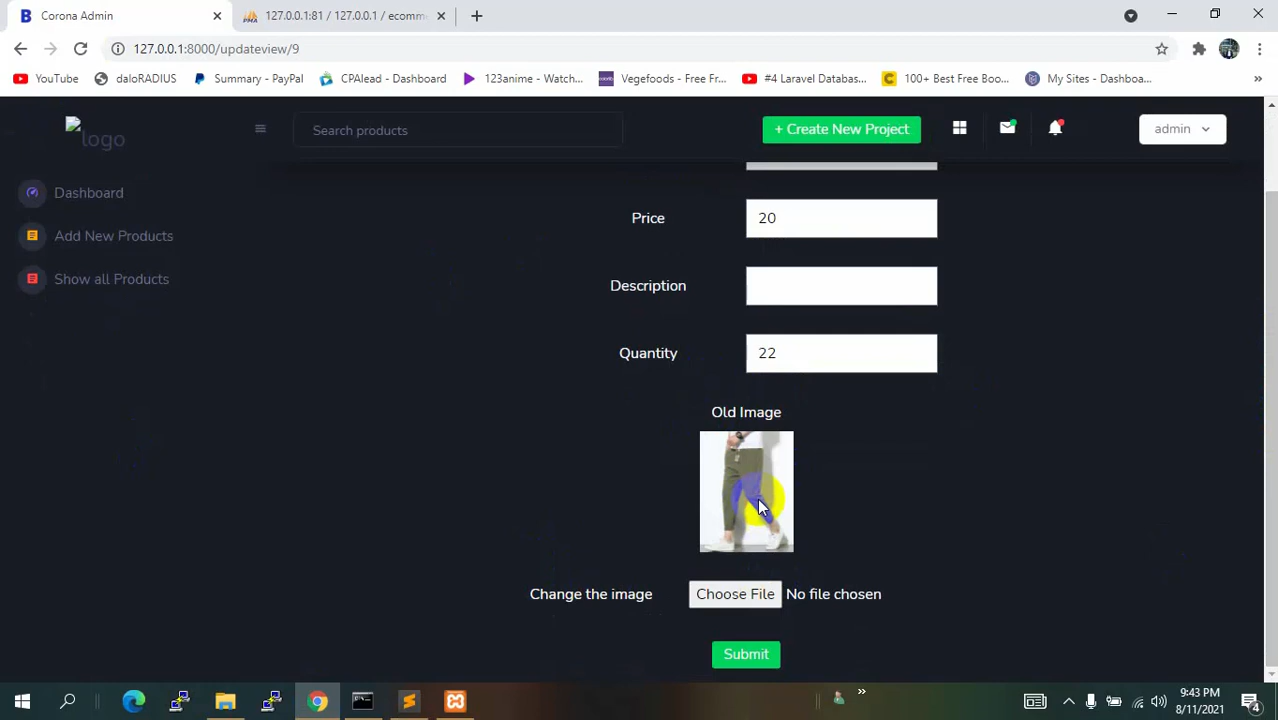 Corona Admin
127.0.0.1:81 / 127.0.0.1 / ecomm
127.0.0.1:8000/updateview/9
YouTube
daloRADIUS
Summary - PayPal
CPAlead - Dashboard
123anime - Watch...
Vegefoods - Free Fr...
#4 Laravel Databas...
100+ Best Free Boo...
My Sites - Dashboa...
logo
Search products
+ Create New Project
admin
Dashboard
Add New Products
Show all Products
Price
20
Description
Quantity
22
Old Image
Change the image
Choose File
No file chosen
Submit
9:43 PM
8/11/2021
4